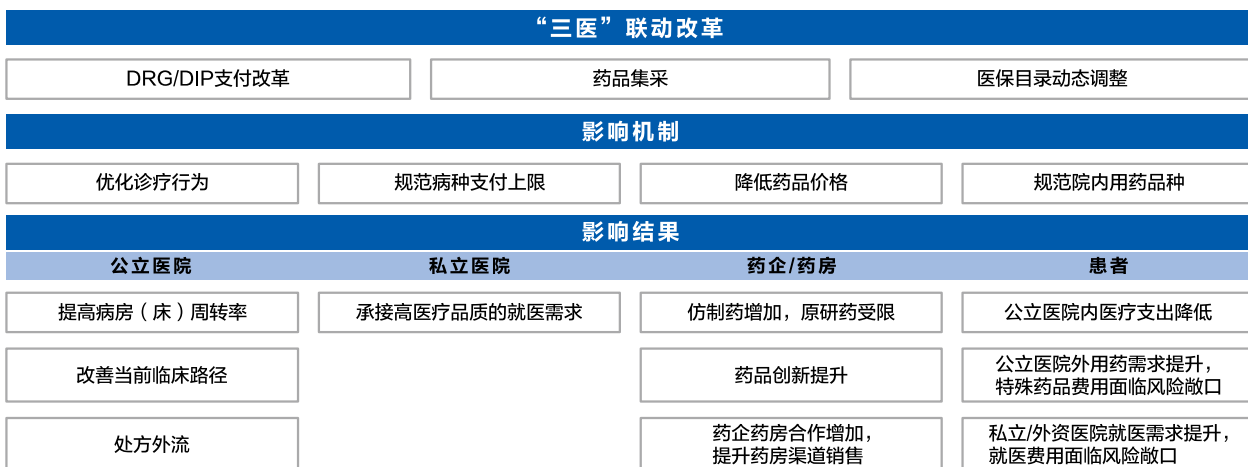 “三医”联动改革
DRG/DIP支付改革
药品集采
医保目录动态调整
影响机制
优化诊疗行为
规范病种支付上限
降低药品价格
规范院内用药品种
影响结果
公立医院
私立医院
药企/药房
患者
提高病房（床）周转率
承接高医疗品质的就医需求
仿制药增加，原研药受限
公立医院内医疗支出降低
改善当前临床路径
药品创新提升
公立医院外用药需求提升，
特殊药品费用面临风险敞口
处方外流
药企药房合作增加，
提升药房渠道销售
私立/外资医院就医需求提升，
就医费用面临风险敞口